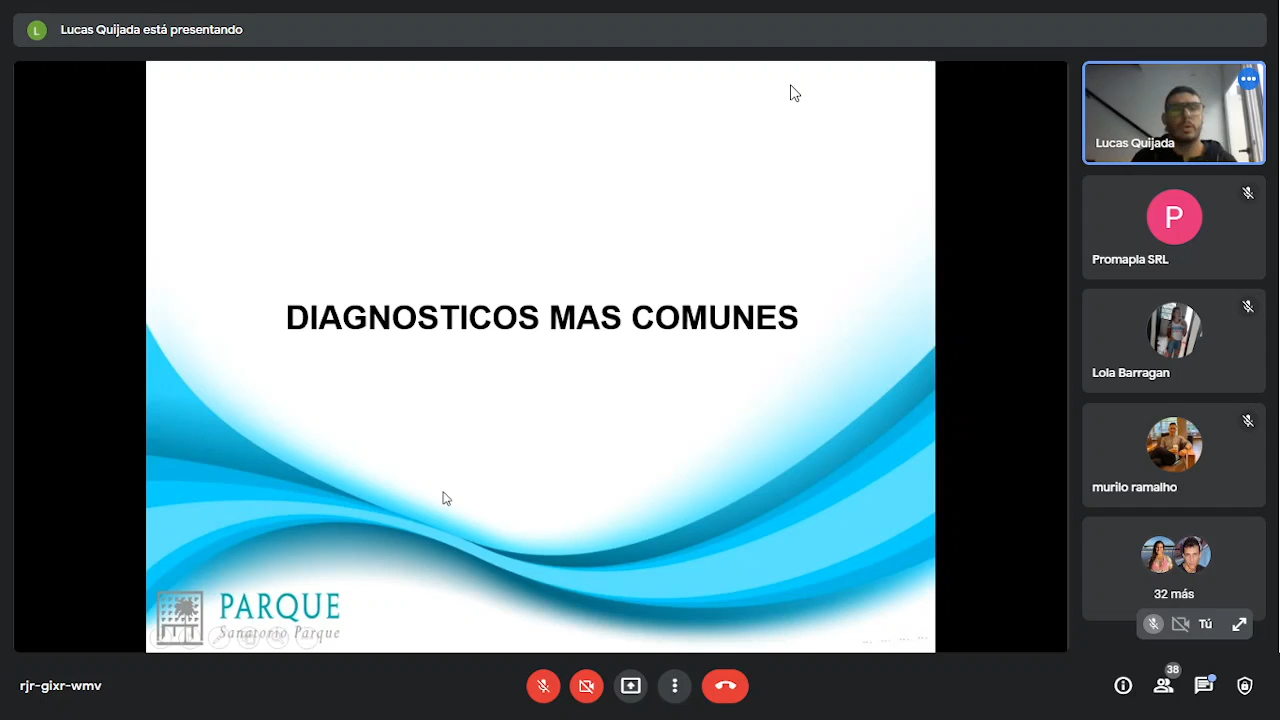 L
Lucas Quijada está presentando
DIAGNOSTICOS MAS COMUNES
PARQUE
Sanatorio Parque
Lucas Quijada
P
Promapla SRL
Lola Barragan
murilo ramalho
32 más
Tú
rjr-gixr-wmv
38